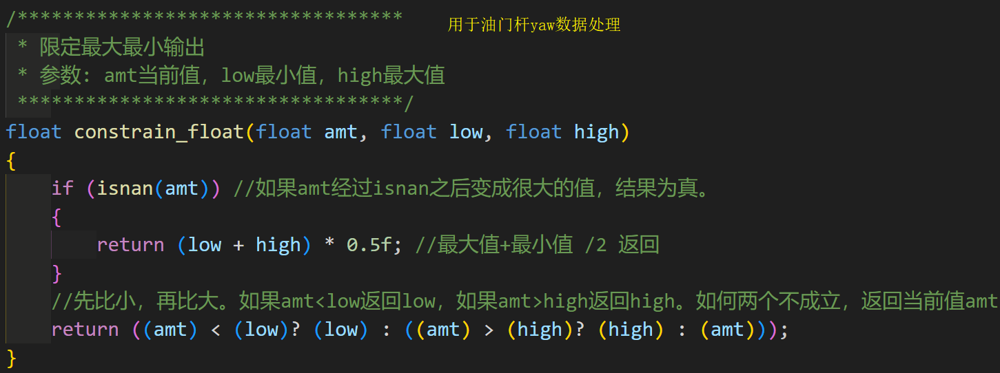 /**********************************
用于油门杆yaw数据处理
* 限定最大最小输出
* 参数: amt当前值, low最小值, high最大值
**********************************/
float constrain_float(float amt, float low, float high)
{
if (isnan(amt)) //如果amt经过isnan之后变成很大的值, 结果为真。
{
return (low + high) * 0.5f; //最大值+最小值 /2 返回
}
//先比小, 再比大。如果amt<low返回low, 如果amt>high返回high。如何两个不成立, 返回当前值amt
return ((amt) < (low)? (low) : ((amt) > (high)? (high) : (amt)));
}